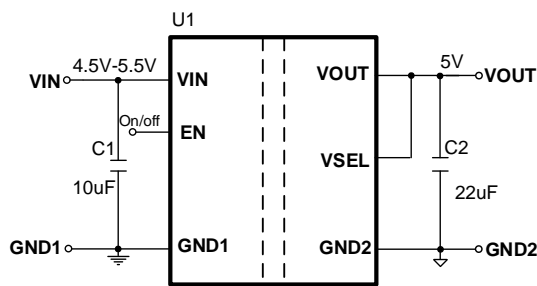 U1
4.5V-5.5V
VIN
VIN
VOUT
5V
VOUT
On/off
EN
C1
VSEL
C2
10uF
22uF
GND1
GND1
GND2
GND2